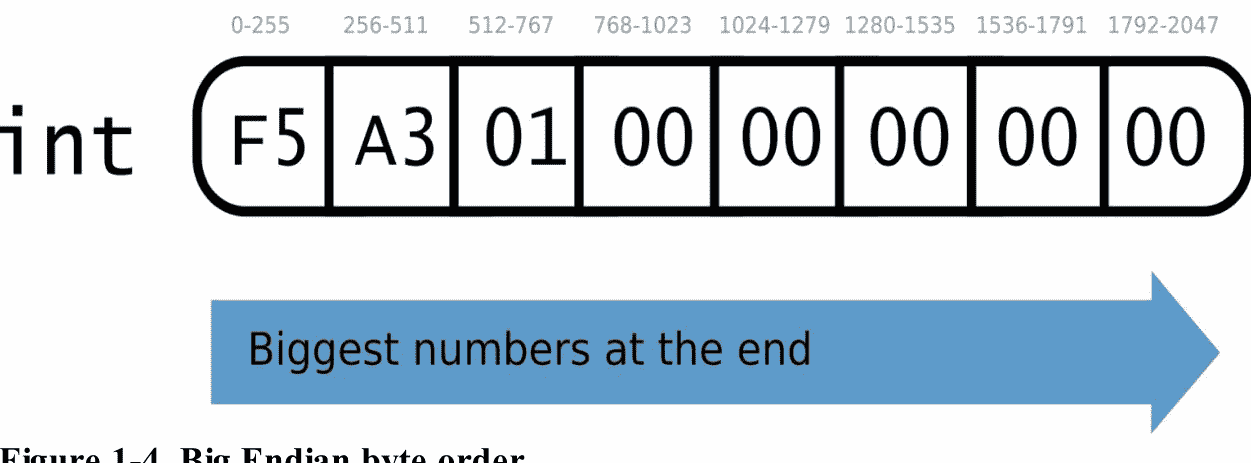 0-255 256-511 512-767 768-1023 1024-1279 1280-1535 1536-1791 1792-2047
int F5 A3 01 00 00 00 00 00
Biggest numbers at the end
Figure 1-4. Big Endian byte order